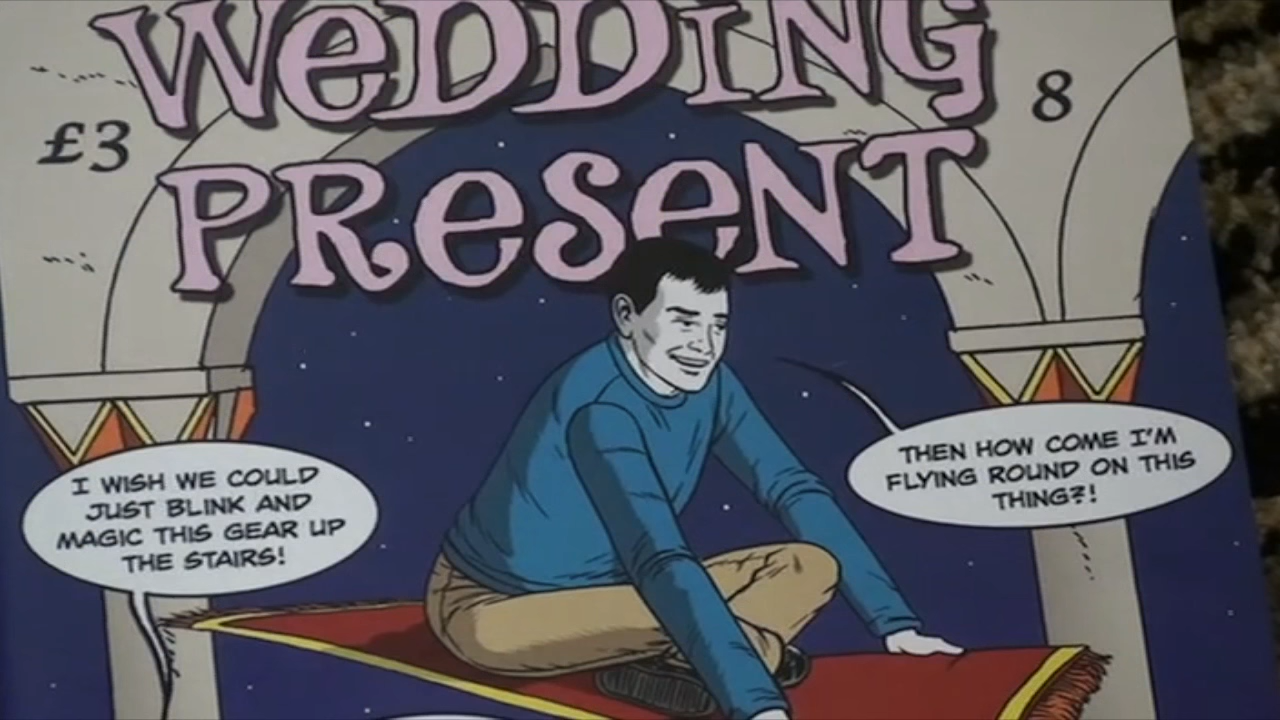 WeDDING
£3
8
PReSeNT
I WISH WE COULD
JUST BLINK AND
MAGIC THIS GEAR UP
THE STAIRS!
THEN HOW COME I'M
FLYING ROUND ON THIS
THING?!